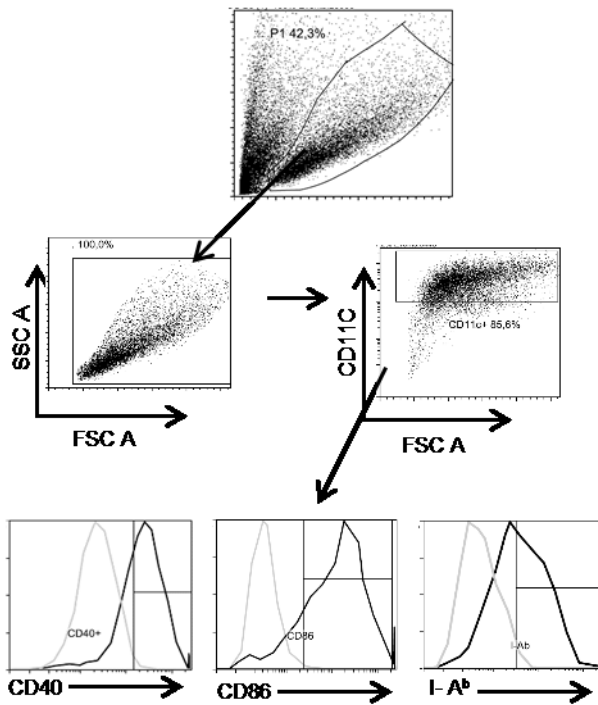 P1 42,3%
. 100,0%
SSC A
FSC A
CD11C
CD11c+ 85,6%
FSC A
CD40+
CD40
CD86
CD86
I-Ab
I- Aᵇ